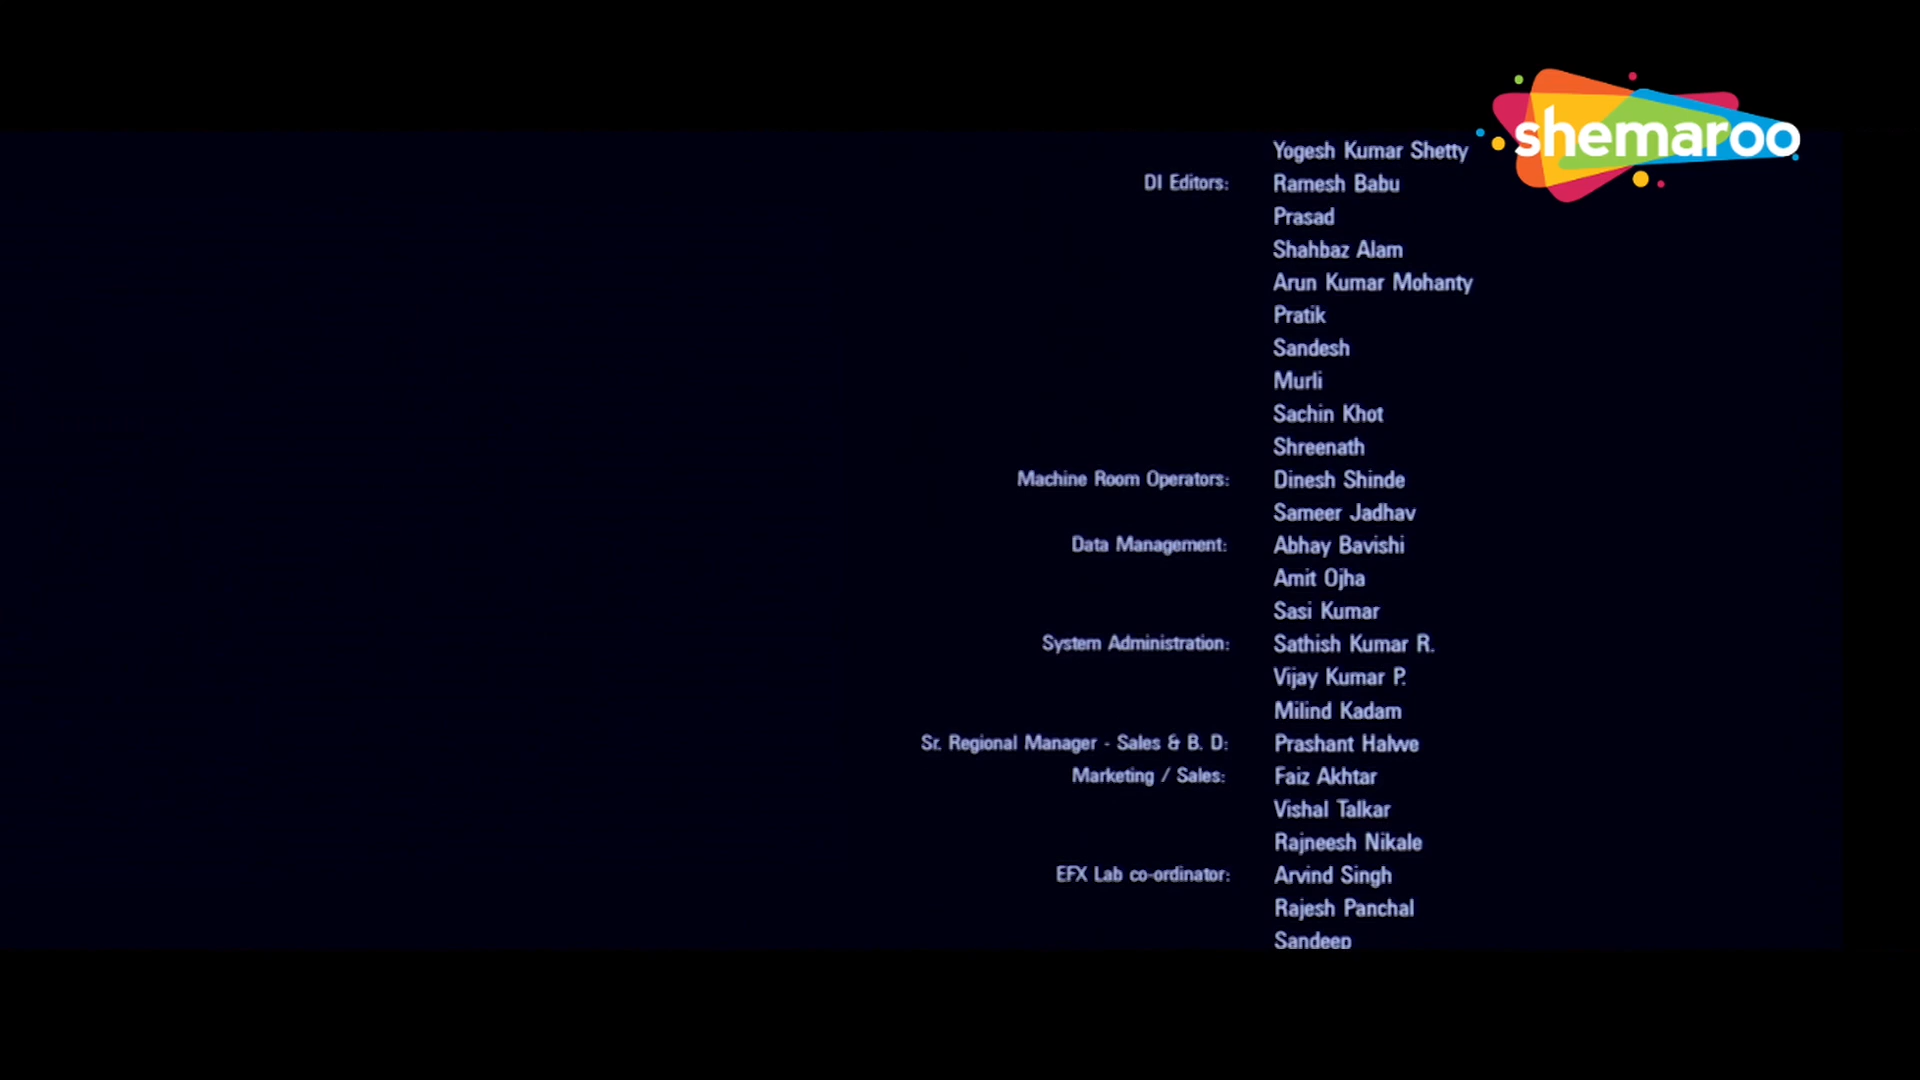 shemaroo
Yogesh Kumar Shetty
DI Editors: Ramesh Babu
Prasad
Shahbaz Alam
Arun Kumar Mohanty
Pratik
Sandesh
Murli
Sachin Khot
Shreenath
Machine Room Operators: Dinesh Shinde
Sameer Jadhav
Data Management: Abhay Bavishi
Amit Ojha
Sasi Kumar
System Administration: Sathish Kumar R.
Vijay Kumar P.
Milind Kadam
Sr. Regional Manager - Sales & B. D: Prashant Halwe
Marketing / Sales: Faiz Akhtar
Vishal Talkar
Rajneesh Nikale
EFX Lab co-ordinator: Arvind Singh
Rajesh Panchal
Sandeep